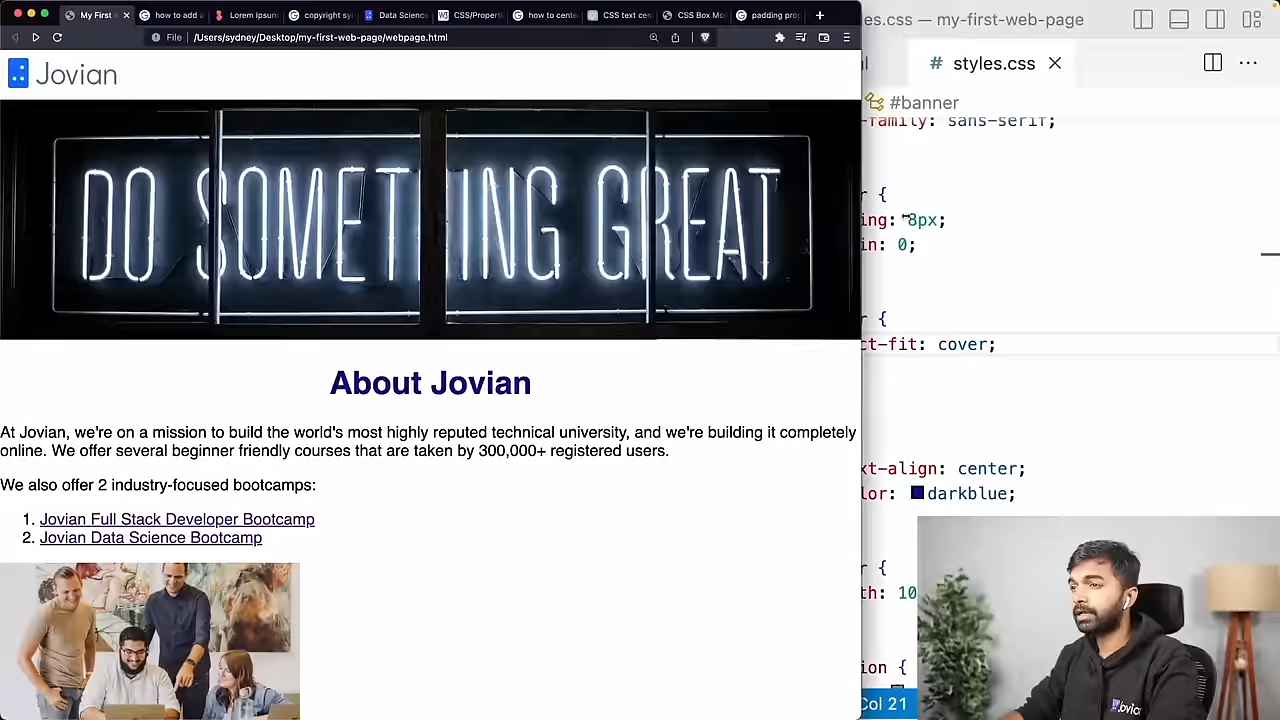 My First
how to add
Lorem Ipsum
copyright sy
Data Science
CSS/Propert
how to cente
CSS text cen
CSS Box Mo
padding prop
File
/Users/sydney/Desktop/my-first-web-page/webpage.html
Jovian
DO SOMETHING GREAT
About Jovian
At Jovian, we're on a mission to build the world's most highly reputed technical university, and we're building it completely
online. We offer several beginner friendly courses that are taken by 300,000+ registered users.
We also offer 2 industry-focused bootcamps:
1. Jovian Full Stack Developer Bootcamp
2. Jovian Data Science Bootcamp
es.css — my-first-web-page
# styles.css
#banner
-family: sans-serif;
r {
ing: 8px;
in: 0;
r {
ct-fit: cover;
xt-align: center;
lor: darkblue;
r {
th: 10
ion {
Col 21
Jovian